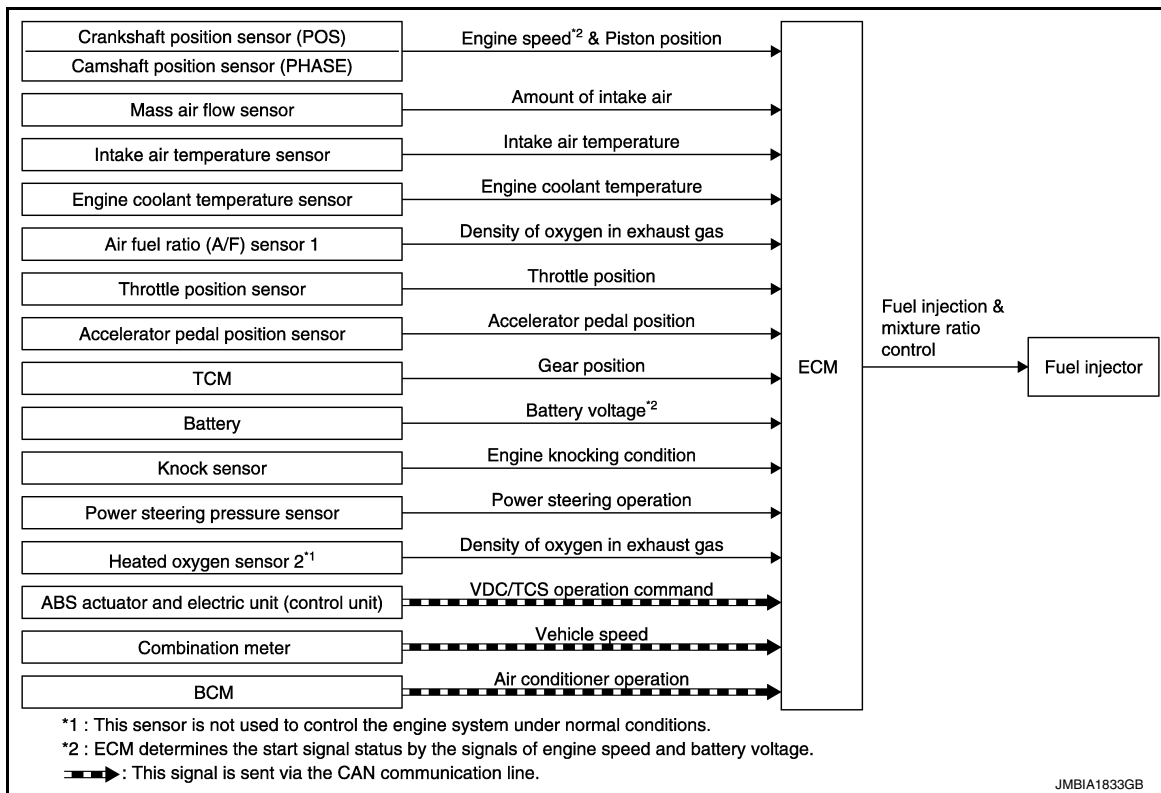 Crankshaft position sensor (POS)
Engine speed*2 & Piston position
Camshaft position sensor (PHASE)
Mass air flow sensor
Amount of intake air
Intake air temperature sensor
Intake air temperature
Engine coolant temperature sensor
Engine coolant temperature
Air fuel ratio (A/F) sensor 1
Density of oxygen in exhaust gas
Throttle position sensor
Throttle position
Accelerator pedal position sensor
Accelerator pedal position
TCM
Gear position
Battery
Battery voltage*2
Knock sensor
Engine knocking condition
Power steering pressure sensor
Power steering operation
Heated oxygen sensor 2*1
Density of oxygen in exhaust gas
ABS actuator and electric unit (control unit)
VDC/TCS operation command
Combination meter
Vehicle speed
BCM
Air conditioner operation
ECM
Fuel injection &
mixture ratio
control
Fuel injector
*1 : This sensor is not used to control the engine system under normal conditions.
*2 : ECM determines the start signal status by the signals of engine speed and battery voltage.
: This signal is sent via the CAN communication line.
JMBIA1833GB